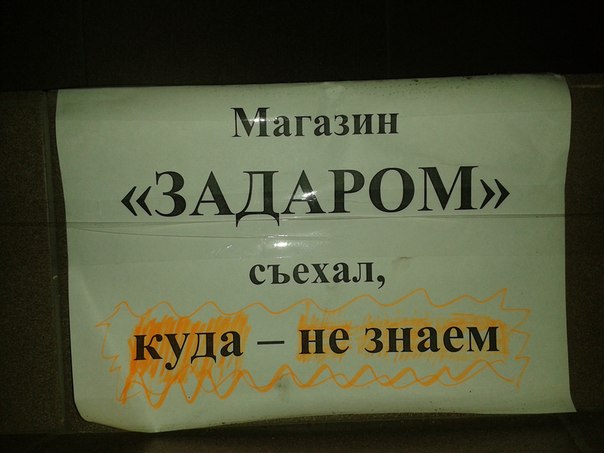 Магазин
«ЗАДАРОМ»
съехал,
куда – не знаем